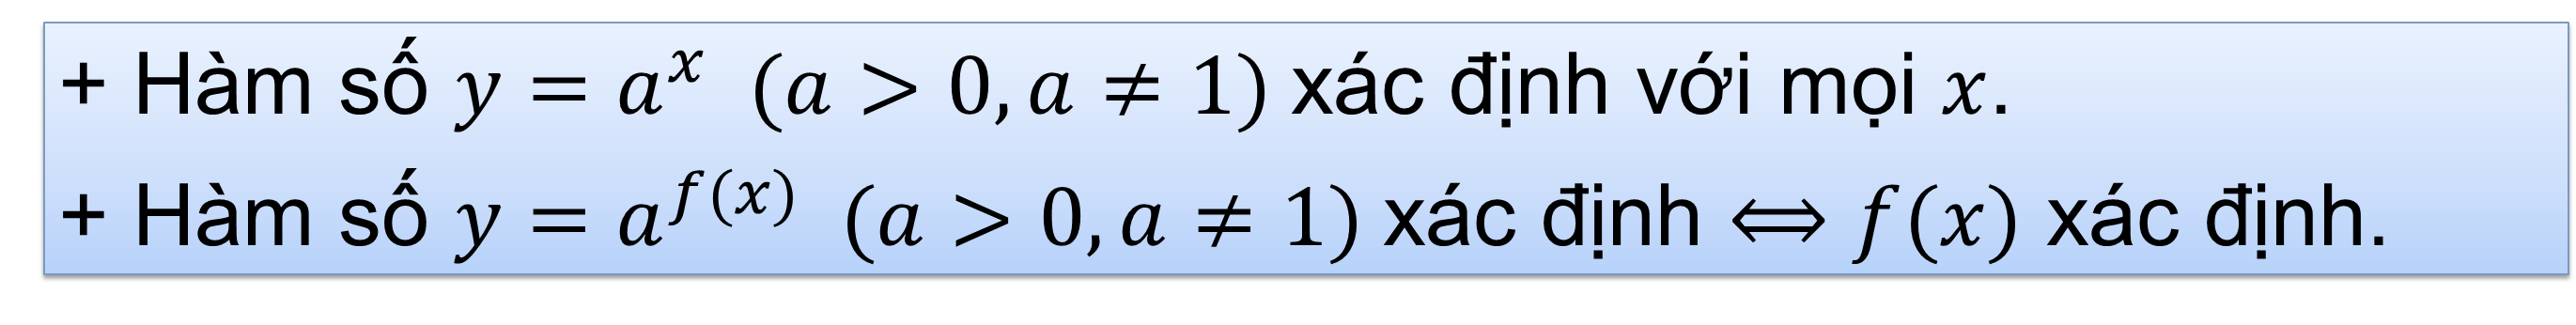 + Hàm số y = a^x (a > 0, a ≠ 1) xác định với mọi x.
+ Hàm số y = a^{f(x)} (a > 0, a ≠ 1) xác định ⟺ f(x) xác định.